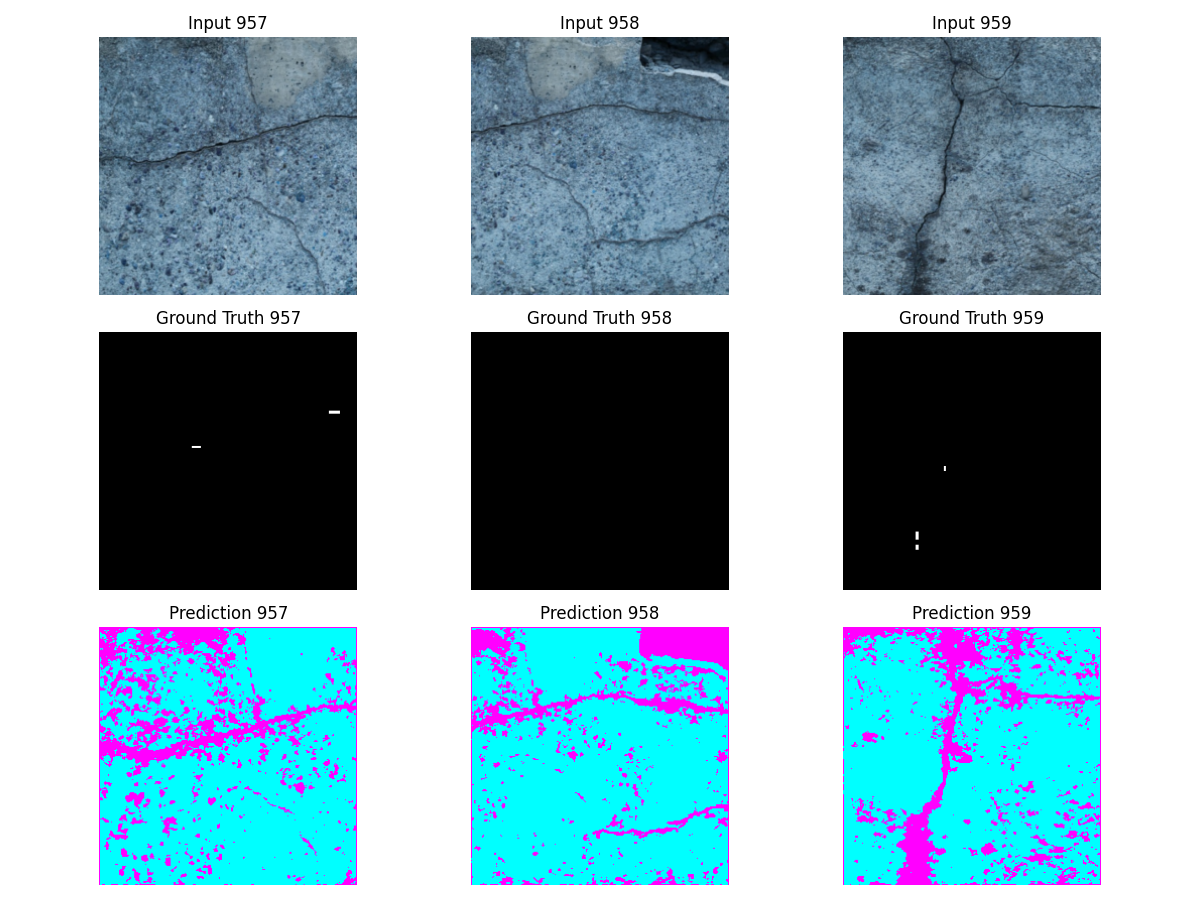 Input 957
Input 958
Input 959
Ground Truth 957
Ground Truth 958
Ground Truth 959
Prediction 957
Prediction 958
Prediction 959